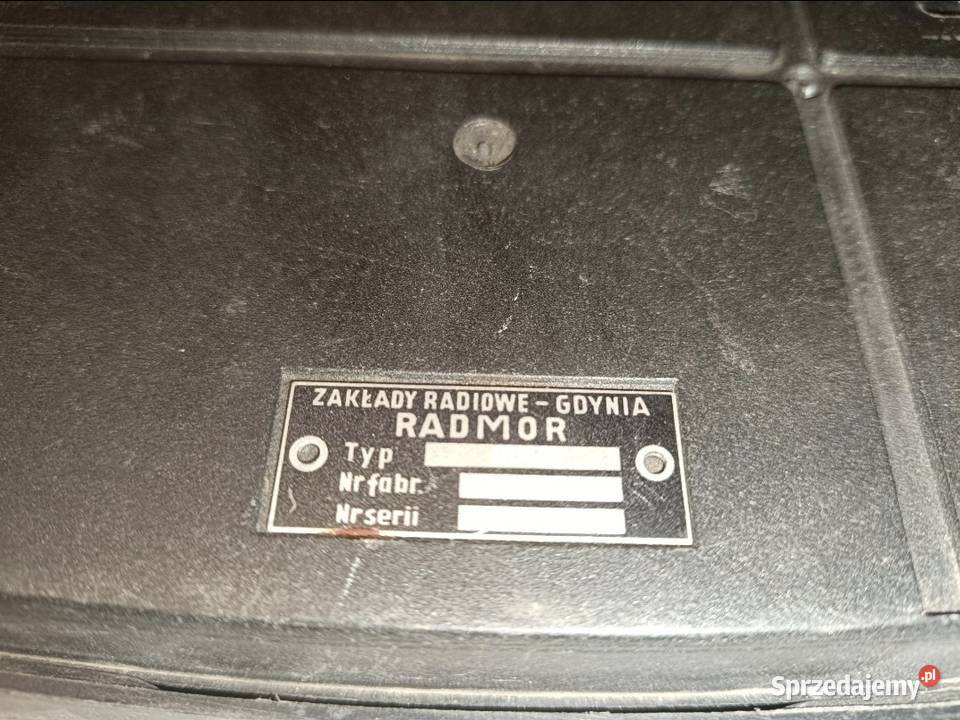 ZAKŁADY RADIOWE – GDYNIA
RADMOR
Typ
Nr fabr.
Nr serii
Sprzedajemy.pl